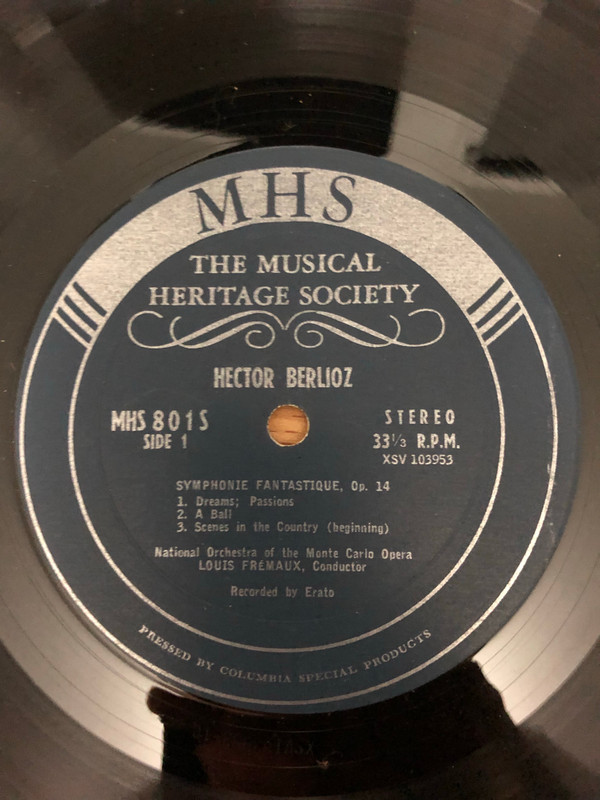 MHS
THE MUSICAL
HERITAGE SOCIETY
HECTOR BERLIOZ
MHS 801S
SIDE 1
STEREO
33 1/3 R.P.M.
XSV 103953
SYMPHONIE FANTASTIQUE, Op. 14
1. Dreams; Passions
2. A Ball
3. Scenes in the Country (beginning)
National Orchestra of the Monte Carlo Opera
LOUIS FRÉMAUX, Conductor
Recorded by Erato
PRESSED BY COLUMBIA SPECIAL PRODUCTS